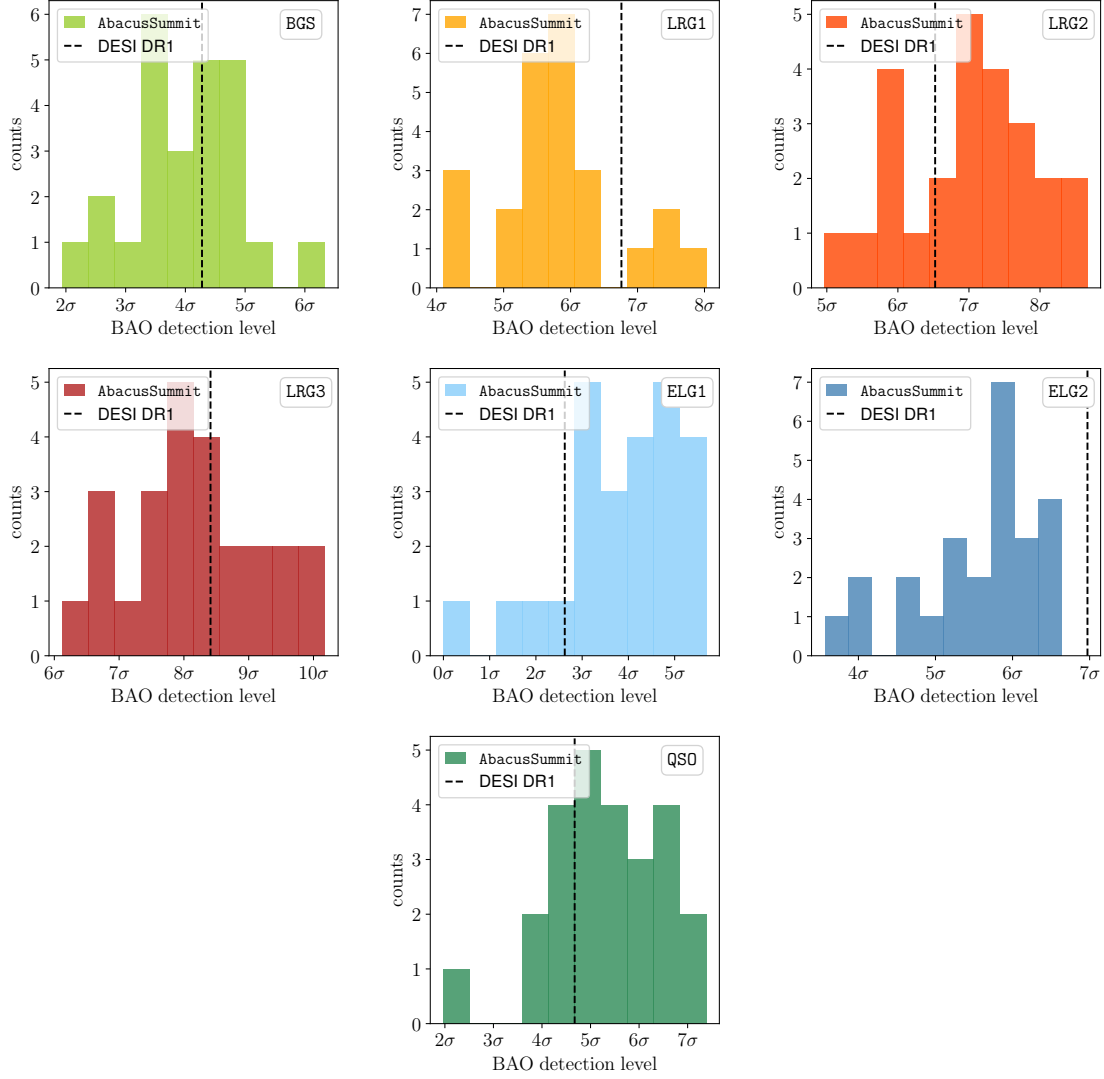 6 AbacusSummit BGS
DESI DR1
5
4
3
2
1
0
counts
2σ 3σ 4σ 5σ 6σ
BAO detection level
7 AbacusSummit LRG1
DESI DR1
6
5
4
3
2
1
0
counts
4σ 5σ 6σ 7σ 8σ
BAO detection level
5 AbacusSummit LRG2
DESI DR1
4
3
2
1
0
counts
5σ 6σ 7σ 8σ
BAO detection level
5 AbacusSummit LRG3
DESI DR1
4
3
2
1
0
counts
6σ 7σ 8σ 9σ 10σ
BAO detection level
5 AbacusSummit ELG1
DESI DR1
4
3
2
1
0
counts
0σ 1σ 2σ 3σ 4σ 5σ
BAO detection level
7 AbacusSummit ELG2
DESI DR1
6
5
4
3
2
1
0
counts
4σ 5σ 6σ 7σ
BAO detection level
5 AbacusSummit QSO
DESI DR1
4
3
2
1
0
counts
2σ 3σ 4σ 5σ 6σ 7σ
BAO detection level